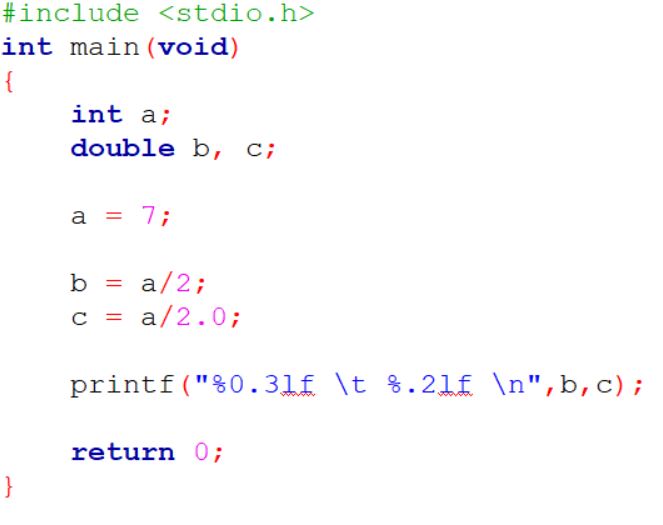 #include <stdio.h>
int main(void)
{
int a;
double b, c;
a = 7;
b = a/2;
c = a/2.0;
printf("%0.3lf \t %.2lf \n",b,c);
return 0;
}